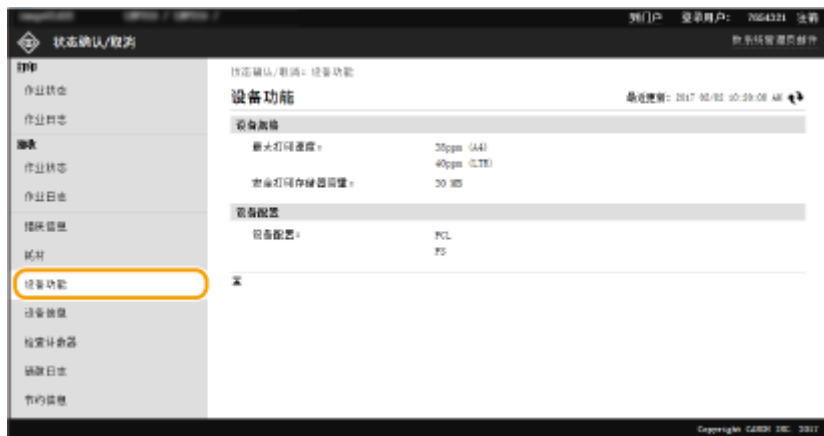 到门户 登录用户: 7654321 注销
状态确认/取消
致系统管理员邮件
打印
作业状态
作业日志
接收
作业状态
作业日志
错误信息
耗材
设备功能
设备信息
检查计数器
硒鼓日志
节约信息
状态确认/取消: 设备功能
设备功能
最近更新: 2017 02/02 10:20:00 AM
设备规格
最大打印速度:
38ppm (A4)
40ppm (LTR)
安全打印存储器容量:
30 MB
设备配置
设备配置:
PCL
PS
Copyright CANON INC. 2017